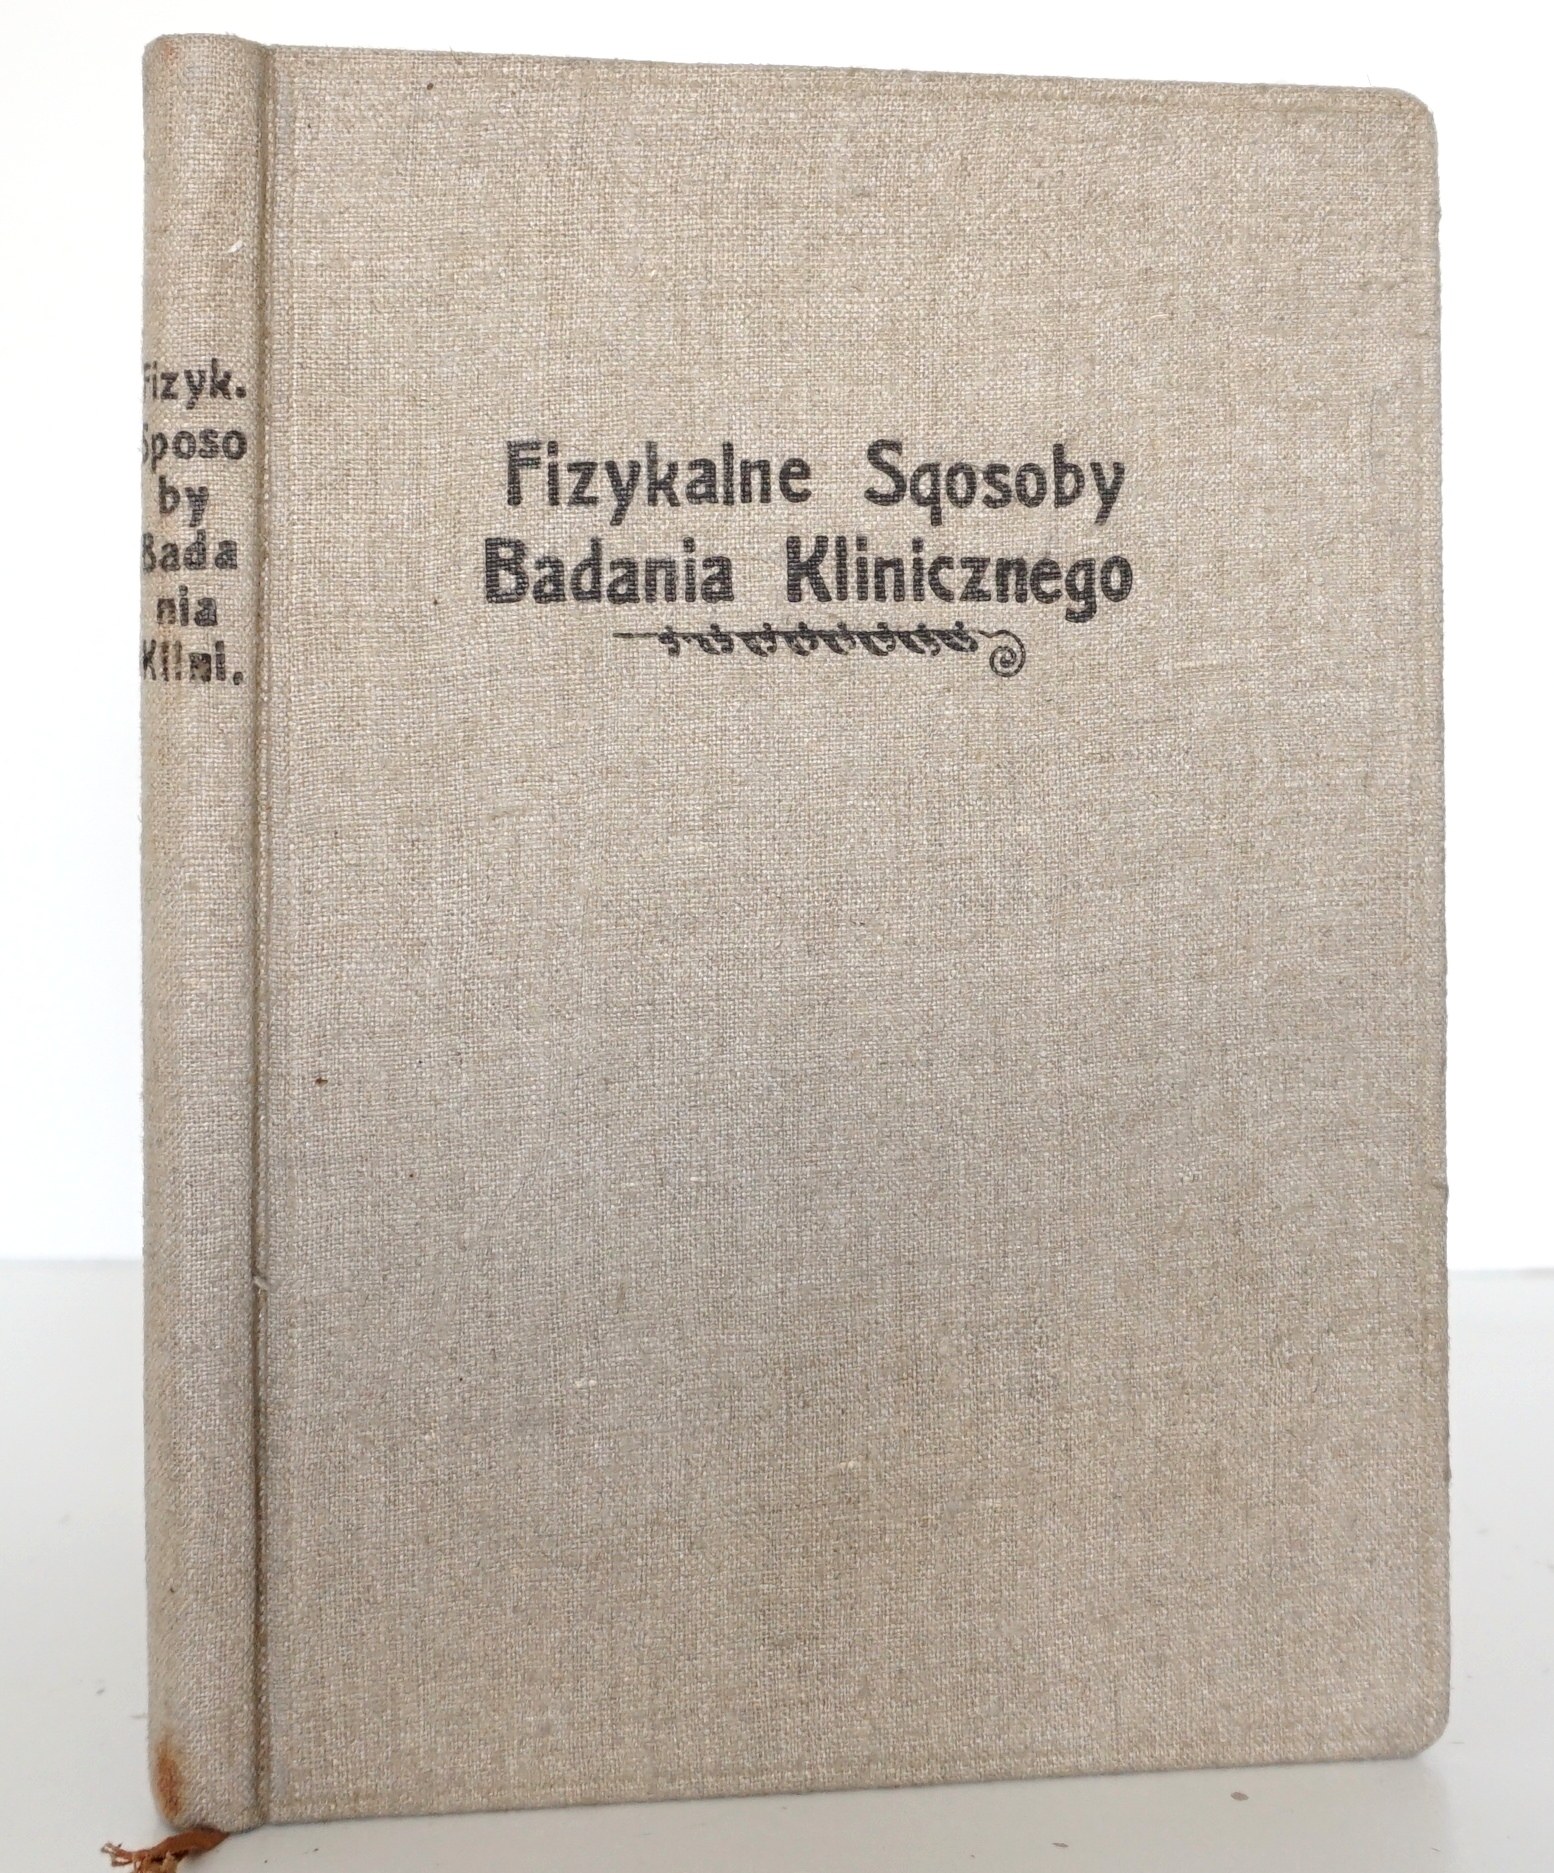 Fizyk.
Sposo
by
Bada
nia
Klini.
Fizykalne Sqosoby
Badania Klinicznego